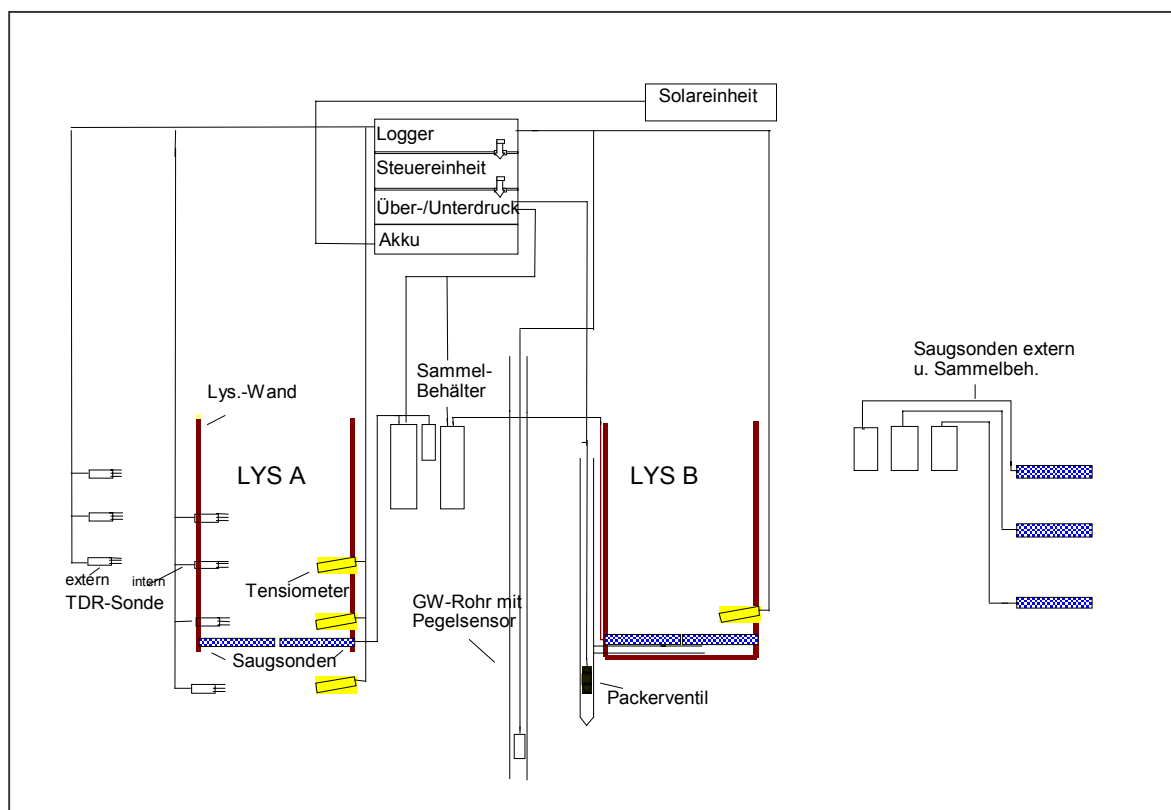 Solareinheit
Logger
Steuereinheit
Über-/Unterdruck
Akku
Saugsonden extern
u. Sammelbeh.
Sammel-
Behälter
Lys.-Wand
LYS A
LYS B
extern
intern
TDR-Sonde
Tensiometer
GW-Rohr mit
Pegelsensor
Saugsonden
Packerventil